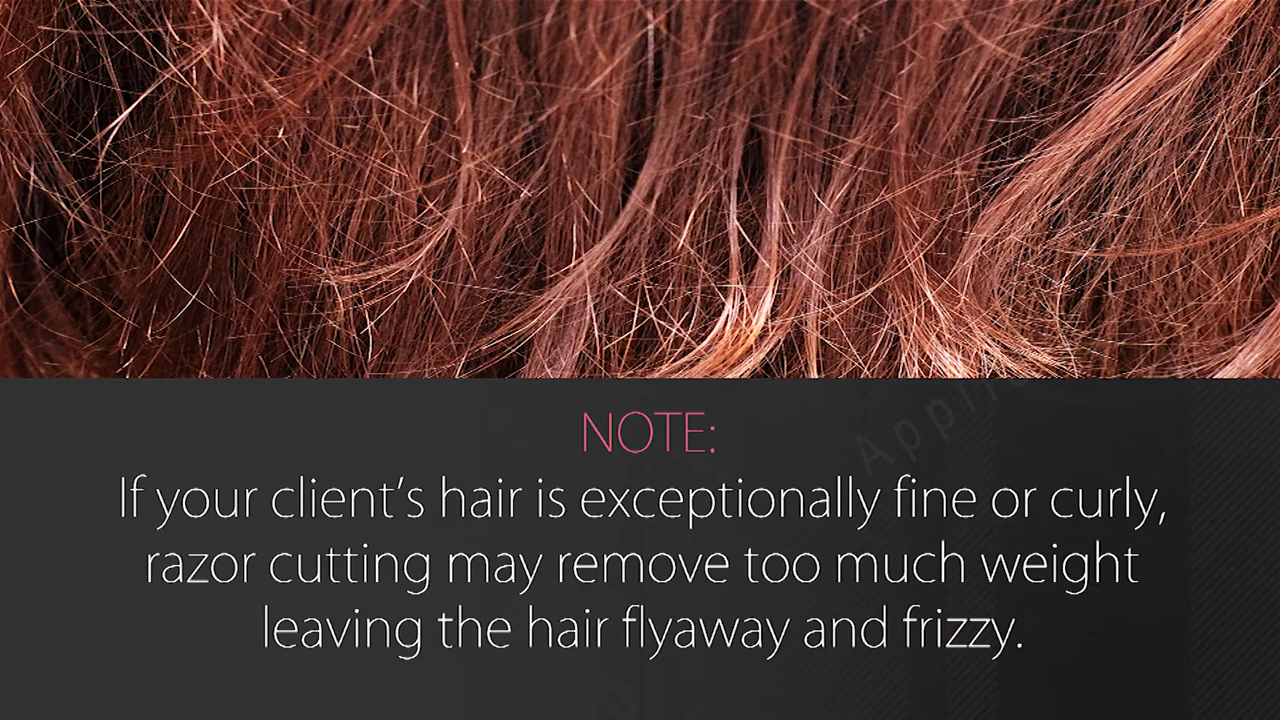 NOTE:
If your client’s hair is exceptionally fine or curly,
razor cutting may remove too much weight
leaving the hair flyaway and frizzy.